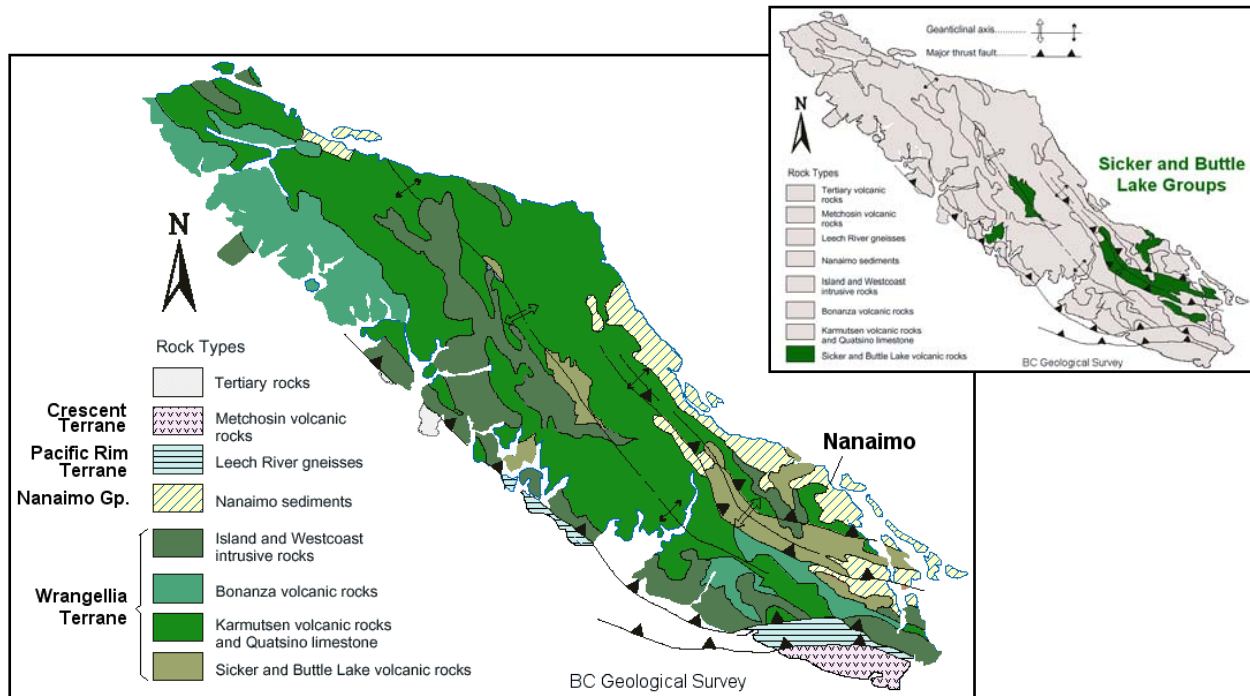 N
Rock Types
Tertiary rocks
Crescent
Terrane
Metchosin volcanic
rocks
Pacific Rim
Terrane
Leech River gneisses
Nanaimo Gp.
Nanaimo sediments
Island and Westcoast
intrusive rocks
Wrangellia
Terrane
Bonanza volcanic rocks
Karmutsen volcanic rocks
and Quatsino limestone
Sicker and Buttle Lake volcanic rocks
Nanaimo
BC Geological Survey
Geanticlinal axis
Major thrust fault
N
Sicker and Buttle
Lake Groups
Rock Types
Tertiary volcanic
rocks
Metchosin volcanic
rocks
Leech River gneisses
Nanaimo sediments
Island and Westcoast
intrusive rocks
Bonanza volcanic rocks
Karmutsen volcanic rocks
and Quatsino limestone
Sicker and Buttle Lake volcanic rocks
BC Geological Survey